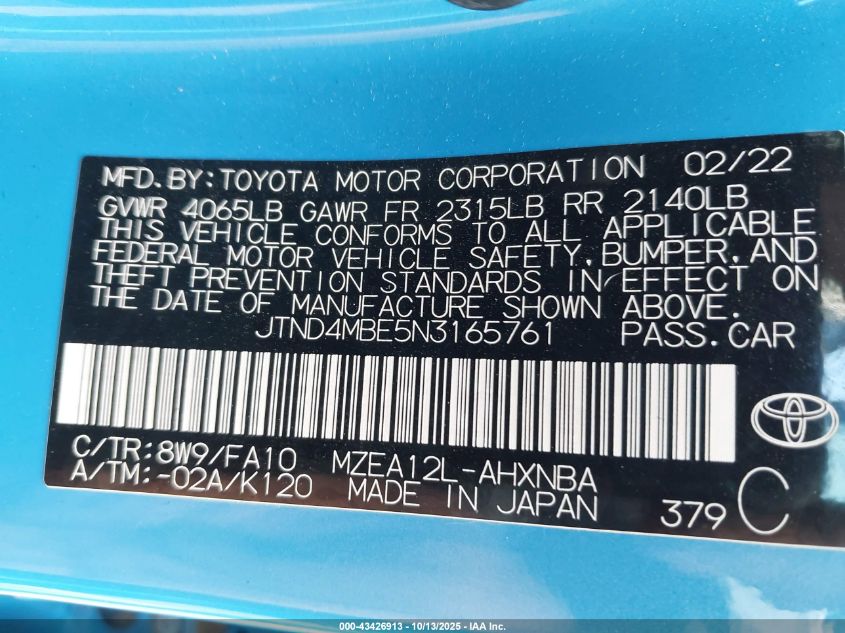 MFD. BY: TOYOTA MOTOR CORPORATION 02/22
GVWR 4065LB GAWR FR 2315LB RR 2140LB
THIS VEHICLE CONFORMS TO ALL APPLICABLE
FEDERAL MOTOR VEHICLE SAFETY, BUMPER, AND
THEFT PREVENTION STANDARDS IN EFFECT ON
THE DATE OF MANUFACTURE SHOWN ABOVE.
JTND4MBE5N3165761 PASS. CAR
C/TR: 8W9/FA10 MZEA12L-AHXNBA
A/TM: -02A/K120 MADE IN JAPAN 379 C
000-43426913 - 10/13/2025 - IAA Inc.